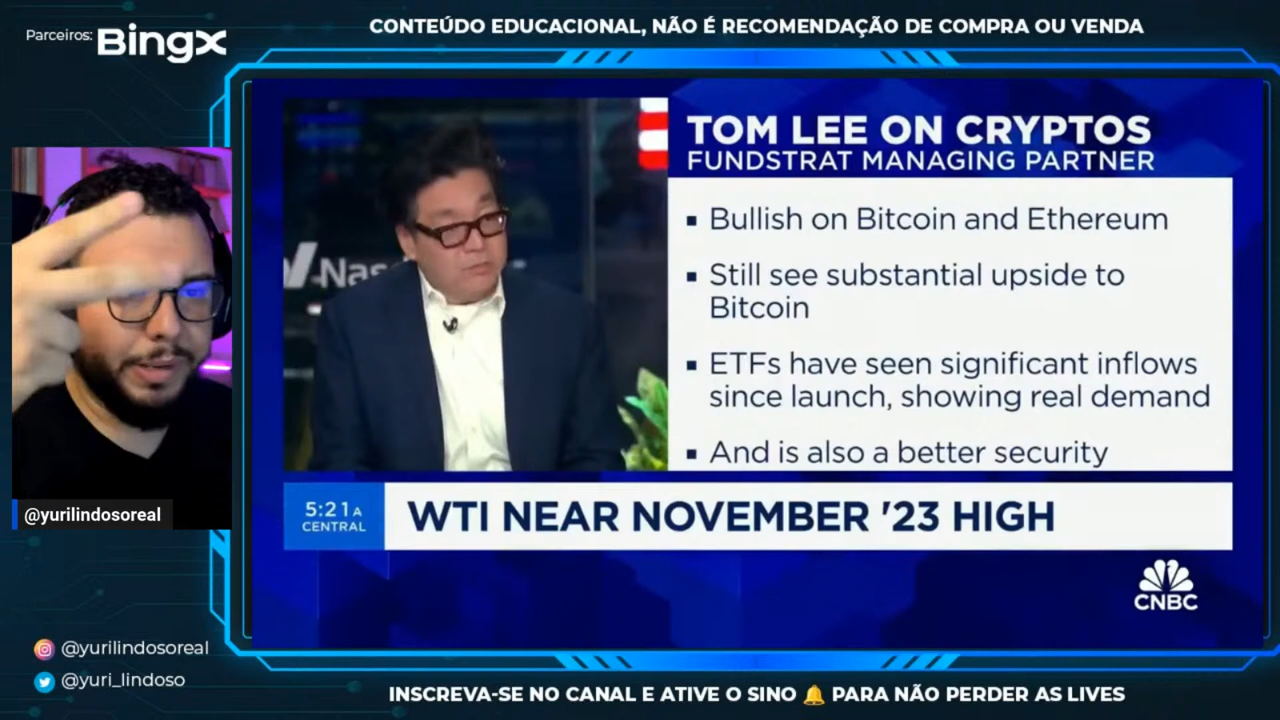 Parceiros: BingX
CONTEÚDO EDUCACIONAL, NÃO É RECOMENDAÇÃO DE COMPRA OU VENDA
TOM LEE ON CRYPTOS
FUNDSTRAT MANAGING PARTNER
Bullish on Bitcoin and Ethereum
Still see substantial upside to
Bitcoin
ETFs have seen significant inflows
since launch, showing real demand
And is also a better security
@yurilindosoreal
5:21A
CENTRAL
WTI NEAR NOVEMBER '23 HIGH
CNBC
@yurilindosoreal
@yuri_lindoso
INSCREVA-SE NO CANAL E ATIVE O SINO 🔔 PARA NÃO PERDER AS LIVES